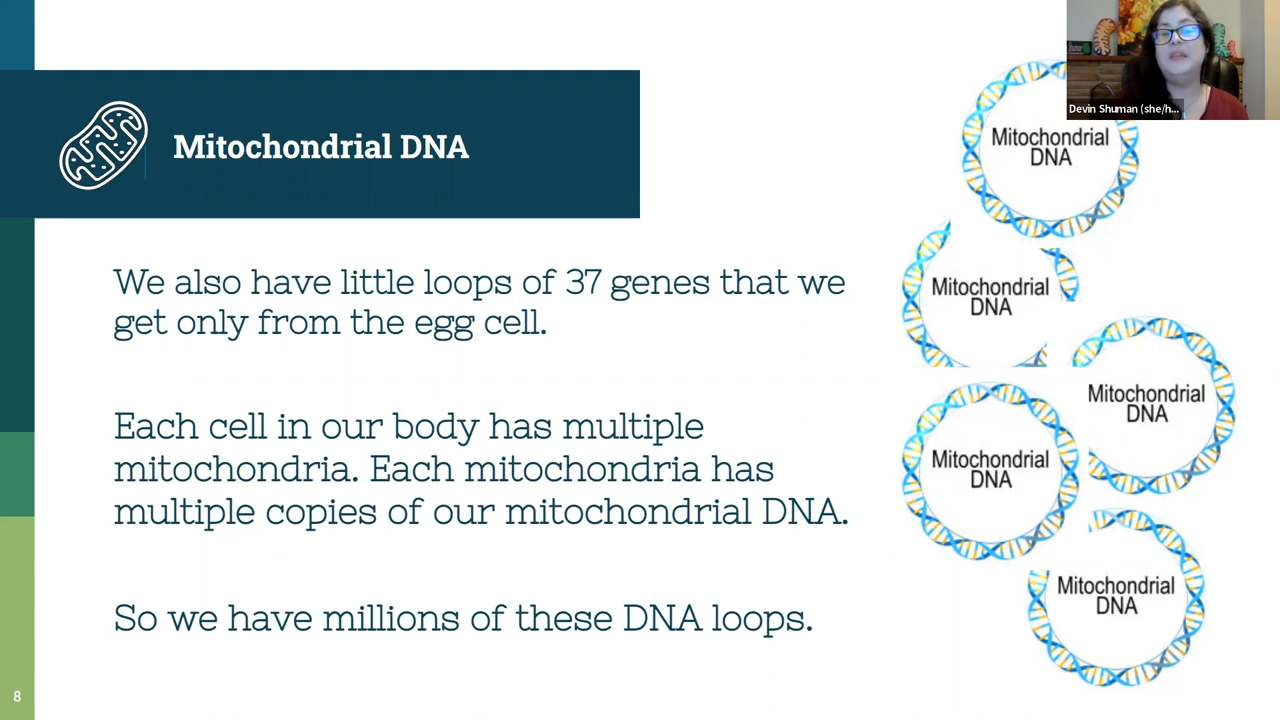 Mitochondrial DNA
We also have little loops of 37 genes that we
get only from the egg cell.
Each cell in our body has multiple
mitochondria. Each mitochondria has
multiple copies of our mitochondrial DNA.
So we have millions of these DNA loops.
Mitochondrial
DNA
Mitochondrial
DNA
Mitochondrial
DNA
Mitochondrial
DNA
Mitochondrial
DNA
Devin Shuman (she/h...
8